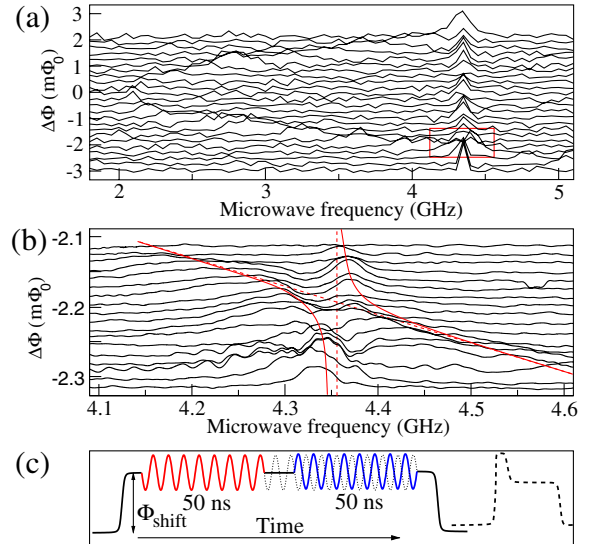 (a)
3
2
1
0
-1
-2
-3
ΔΦ (mΦ₀)
2 3 4 5
Microwave frequency (GHz)
(b)
-2.1
-2.2
-2.3
ΔΦ (mΦ₀)
4.1 4.2 4.3 4.4 4.5 4.6
Microwave frequency (GHz)
(c)
50 ns 50 ns
Φshift
Time